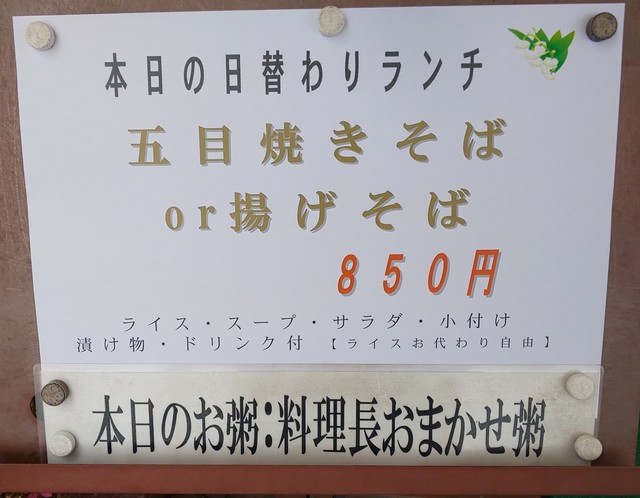 本日の日替わりランチ
五目焼きそば
or揚げそば
８５０円
ライス・スープ・サラダ・小付け
漬け物・ドリンク付 【ライスお代わり自由】
本日のお粥：料理長おまかせ粥